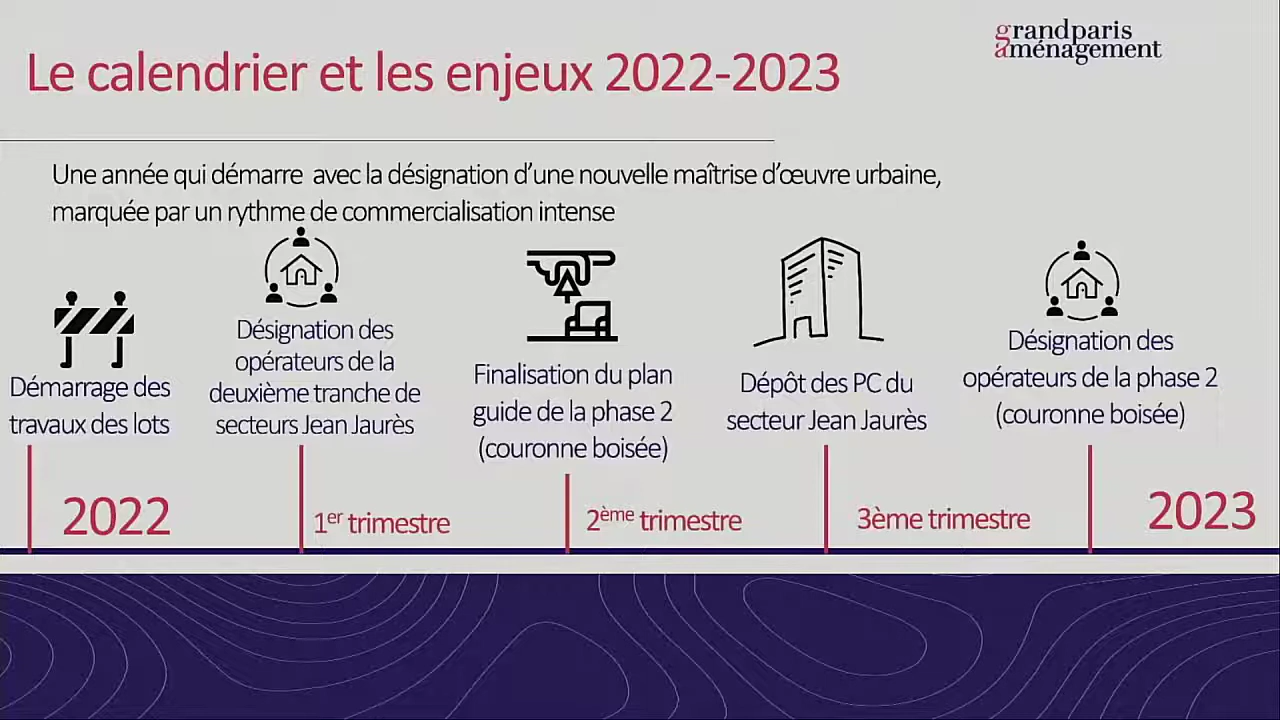 grandparis
aménagement
Le calendrier et les enjeux 2022-2023
Une année qui démarre avec la désignation d'une nouvelle maîtrise d'œuvre urbaine,
marquée par un rythme de commercialisation intense
Démarrage des
travaux des lots
Désignation des
opérateurs de la
deuxième tranche de
secteurs Jean Jaurès
Finalisation du plan
guide de la phase 2
(couronne boisée)
Dépôt des PC du
secteur Jean Jaurès
Désignation des
opérateurs de la phase 2
(couronne boisée)
2022
1er trimestre
2ème trimestre
3ème trimestre
2023